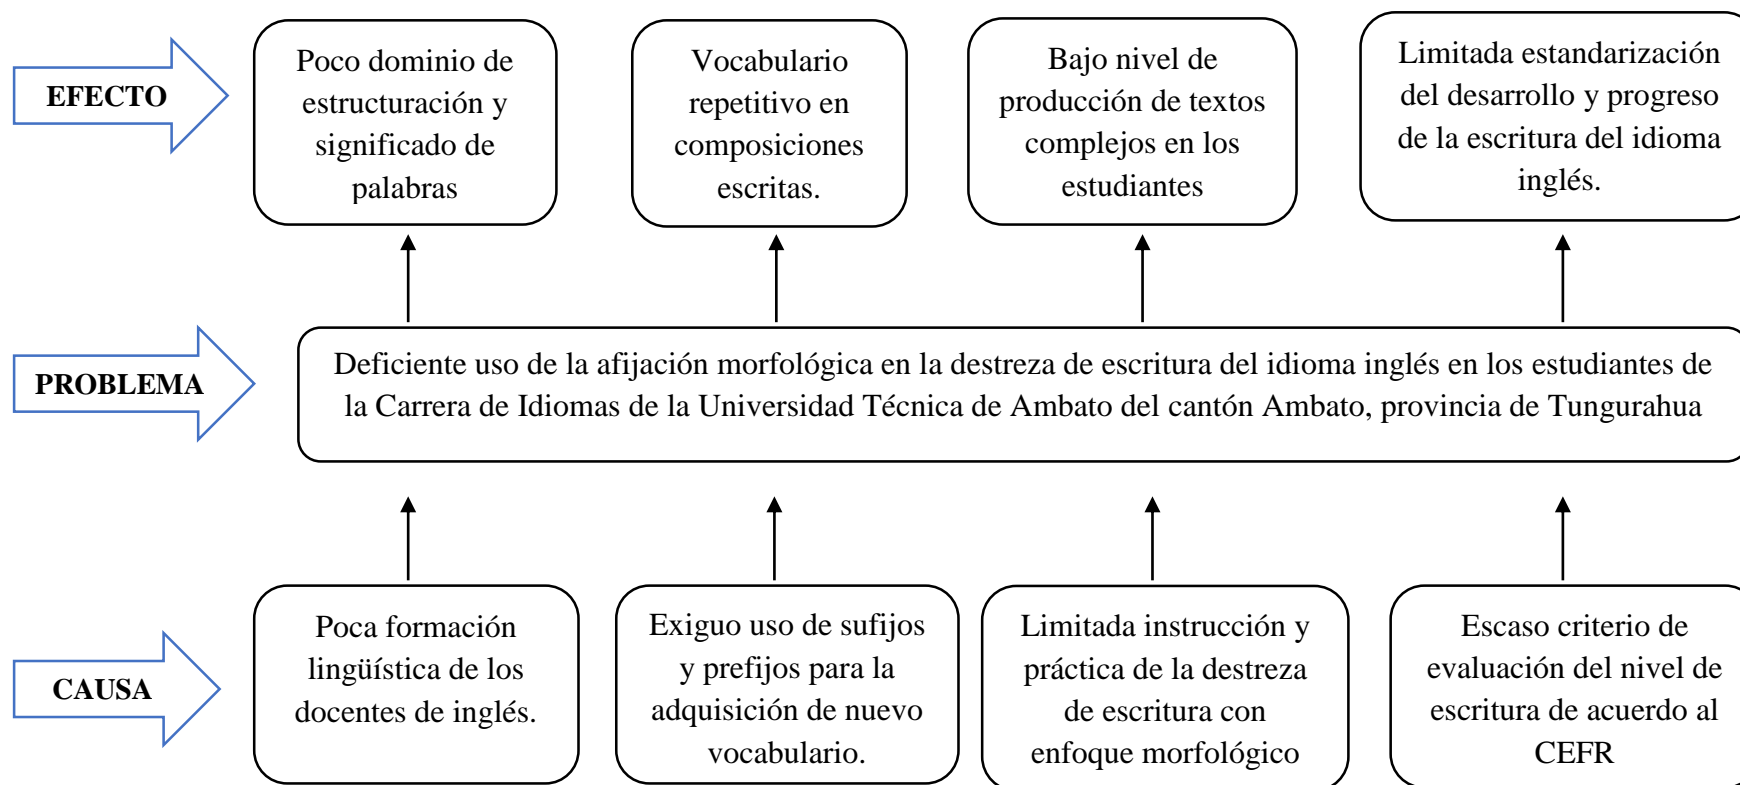 EFECTO
Poco dominio de
estructuración y
significado de
palabras
Vocabulario
repetitivo en
composiciones
escritas.
Bajo nivel de
producción de textos
complejos en los
estudiantes
Limitada estandarización
del desarrollo y progreso
de la escritura del idioma
inglés.
PROBLEMA
Deficiente uso de la afijación morfológica en la destreza de escritura del idioma inglés en los estudiantes de
la Carrera de Idiomas de la Universidad Técnica de Ambato del cantón Ambato, provincia de Tungurahua
CAUSA
Poca formación
lingüística de los
docentes de inglés.
Exiguo uso de sufijos
y prefijos para la
adquisición de nuevo
vocabulario.
Limitada instrucción y
práctica de la destreza
de escritura con
enfoque morfológico
Escaso criterio de
evaluación del nivel de
escritura de acuerdo al
CEFR